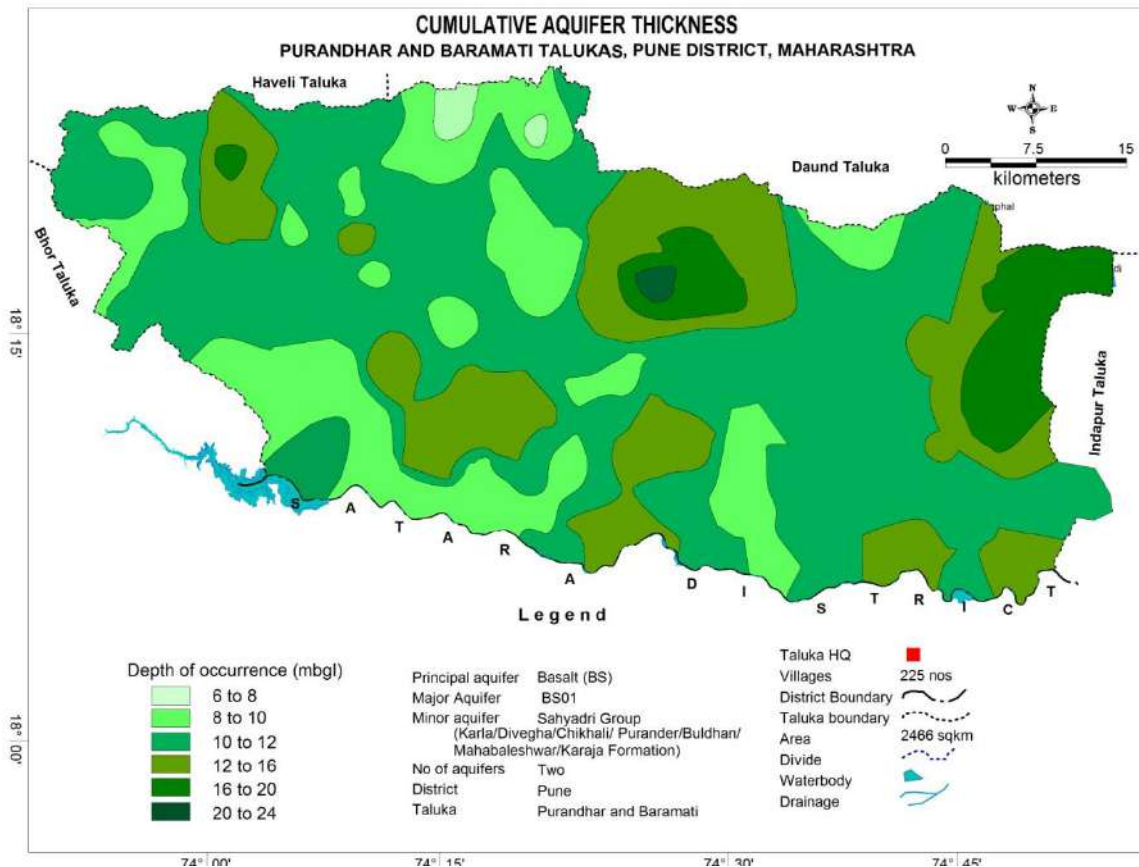 CUMULATIVE AQUIFER THICKNESS
PURANDHAR AND BARAMATI TALUKAS, PUNE DISTRICT, MAHARASHTRA
Haveli Taluka
N
W E
S
0 7.5 15
kilometers
Daund Taluka
Bhor Taluka
18° 15'
Indapur Taluka
S A T A R A D I S T R I C T
Legend
Depth of occurrence (mbgl)
6 to 8
8 to 10
10 to 12
12 to 16
16 to 20
20 to 24
Principal aquifer Basalt (BS)
Major Aquifer BS01
Minor aquifer Sahyadri Group
(Karla/Divegha/Chikhali/ Purander/Buldhan/
Mahabaleshwar/Karaja Formation)
No of aquifers Two
District Pune
Taluka Purandhar and Baramati
Taluka HQ
Villages 225 nos
District Boundary
Taluka boundary
Area 2466 sqkm
Divide
Waterbody
Drainage
18° 00'
74° 00' 74° 15' 74° 30' 74° 45'